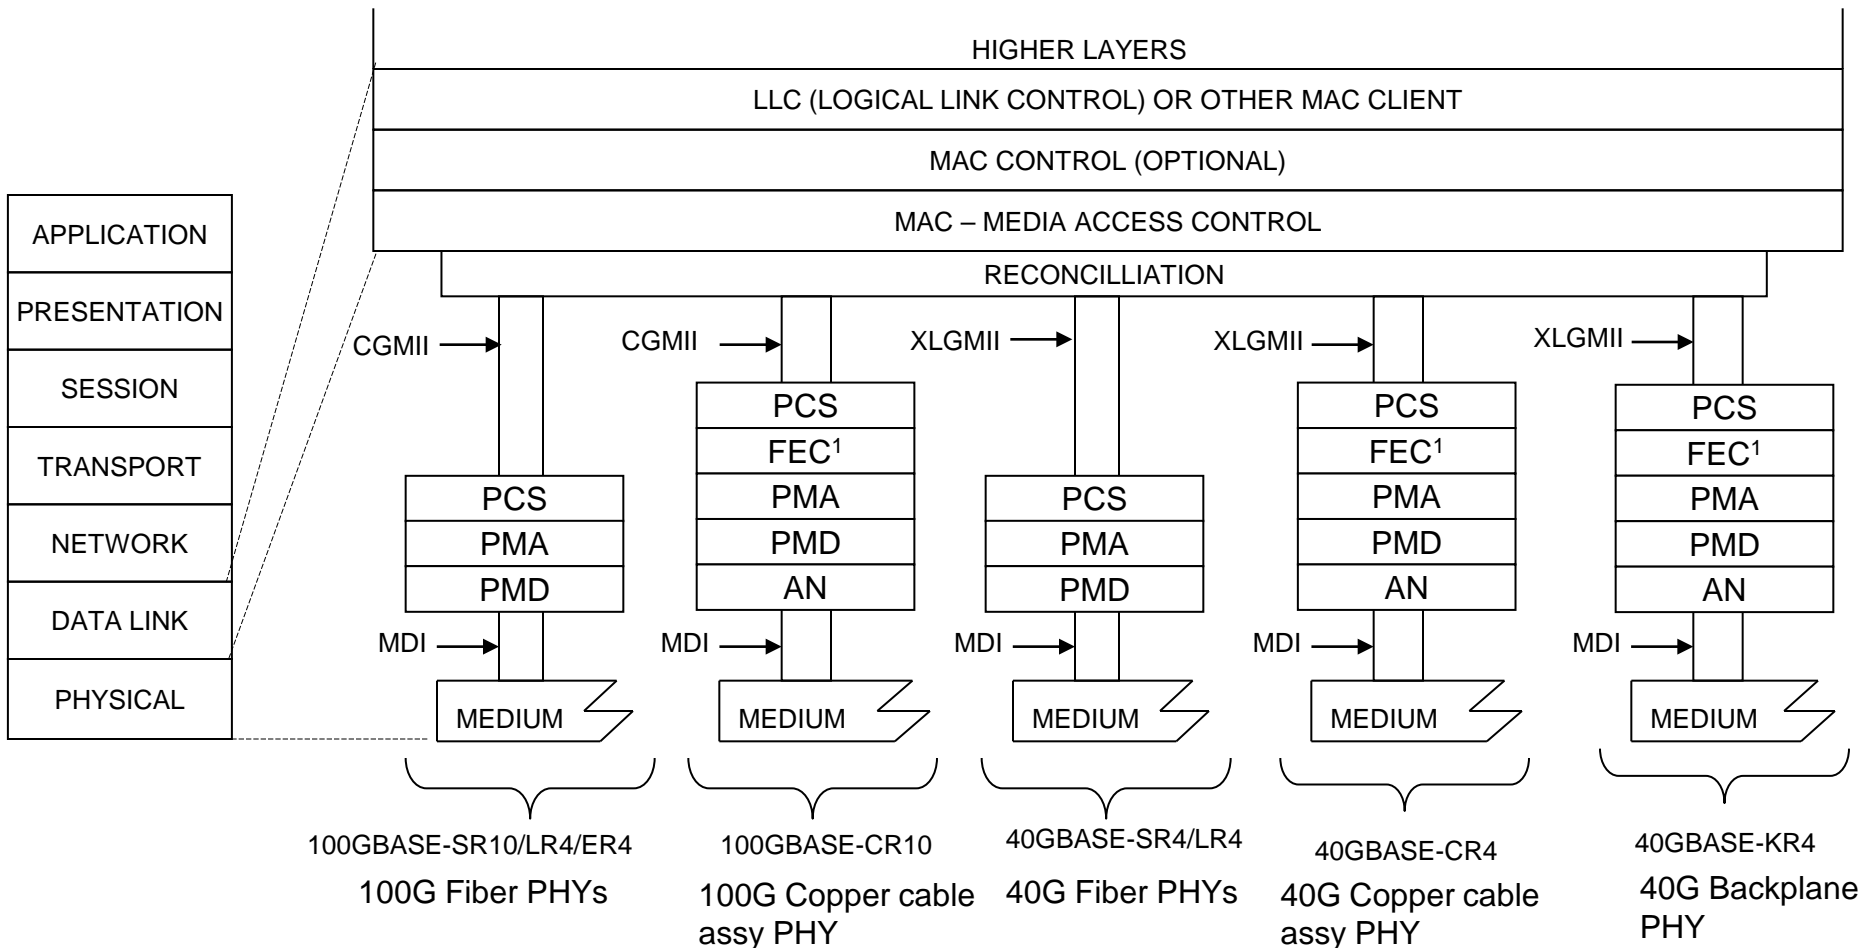 HIGHER LAYERS
LLC (LOGICAL LINK CONTROL) OR OTHER MAC CLIENT
MAC CONTROL (OPTIONAL)
MAC – MEDIA ACCESS CONTROL
RECONCILLIATION
APPLICATION
PRESENTATION
SESSION
TRANSPORT
NETWORK
DATA LINK
PHYSICAL
CGMII
PCS
PMA
PMD
MDI
MEDIUM
100GBASE-SR10/LR4/ER4
100G Fiber PHYs
CGMII
PCS
FEC¹
PMA
PMD
AN
MDI
MEDIUM
100GBASE-CR10
100G Copper cable
assy PHY
XLGMII
PCS
PMA
PMD
MDI
MEDIUM
40GBASE-SR4/LR4
40G Fiber PHYs
XLGMII
PCS
FEC¹
PMA
PMD
AN
MDI
MEDIUM
40GBASE-CR4
40G Copper cable
assy PHY
XLGMII
PCS
FEC¹
PMA
PMD
AN
MDI
MEDIUM
40GBASE-KR4
40G Backplane
PHY